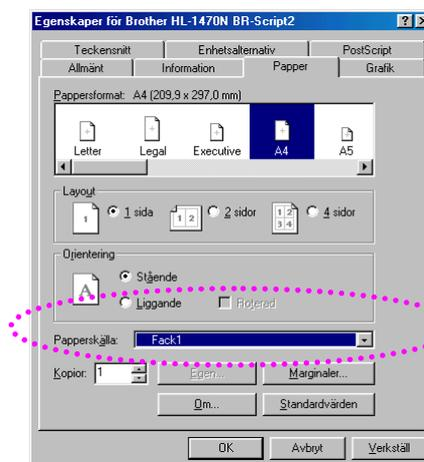 Egenskaper för Brother HL-1470N BR-Script2
Teckensnitt Enhetsalternativ PostScript
Allmänt Information Papper Grafik
Pappersformat: A4 (209,9 x 297,0 mm)
Letter Legal Executive A4 A5
Layout
1 1 sida 1 2 2 sidor 1 2 3 4 4 sidor
Orientering
A Stående
Liggande Roterad
Papperskälla: Fack1
Kopior: 1 Egen... Marginaler...
Om... Standardvärden
OK Avbryt Verkställ